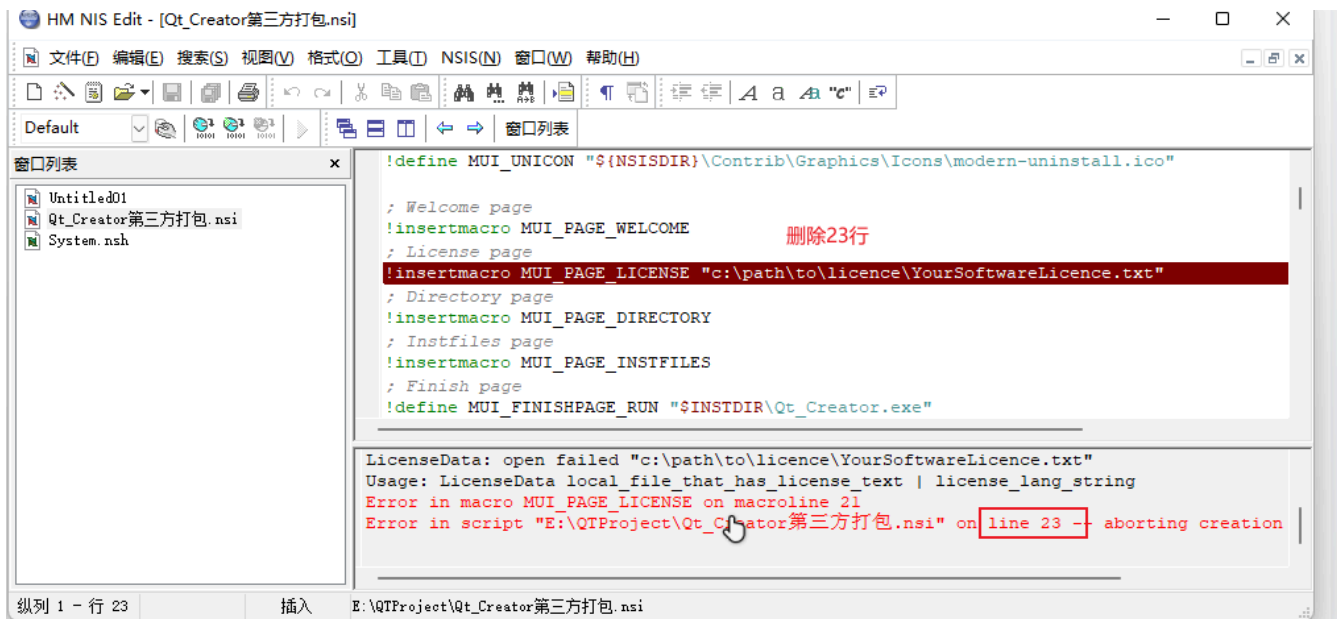 HM NIS Edit - [Qt_Creator第三方打包.nsi]
文件(F) 编辑(E) 搜索(S) 视图(V) 格式(O) 工具(T) NSIS(N) 窗口(W) 帮助(H)
Default
窗口列表
窗口列表
Untitled01
Qt_Creator第三方打包.nsi
System.nsh
!define MUI_UNICON "${NSISDIR}\Contrib\Graphics\Icons\modern-uninstall.ico"
; Welcome page
!insertmacro MUI_PAGE_WELCOME
删除23行
; License page
!insertmacro MUI_PAGE_LICENSE "c:\path\to\licence\YourSoftwareLicence.txt"
; Directory page
!insertmacro MUI_PAGE_DIRECTORY
; Instfiles page
!insertmacro MUI_PAGE_INSTFILES
; Finish page
!define MUI_FINISHPAGE_RUN "$INSTDIR\Qt_Creator.exe"
LicenseData: open failed "c:\path\to\licence\YourSoftwareLicence.txt"
Usage: LicenseData local_file_that_has_license_text | license_lang_string
Error in macro MUI_PAGE_LICENSE on macroline 21
Error in script "E:\QTProject\Qt_Creator第三方打包.nsi" on line 23 -- aborting creation
纵列 1 - 行 23
插入
E:\QTProject\Qt_Creator第三方打包.nsi